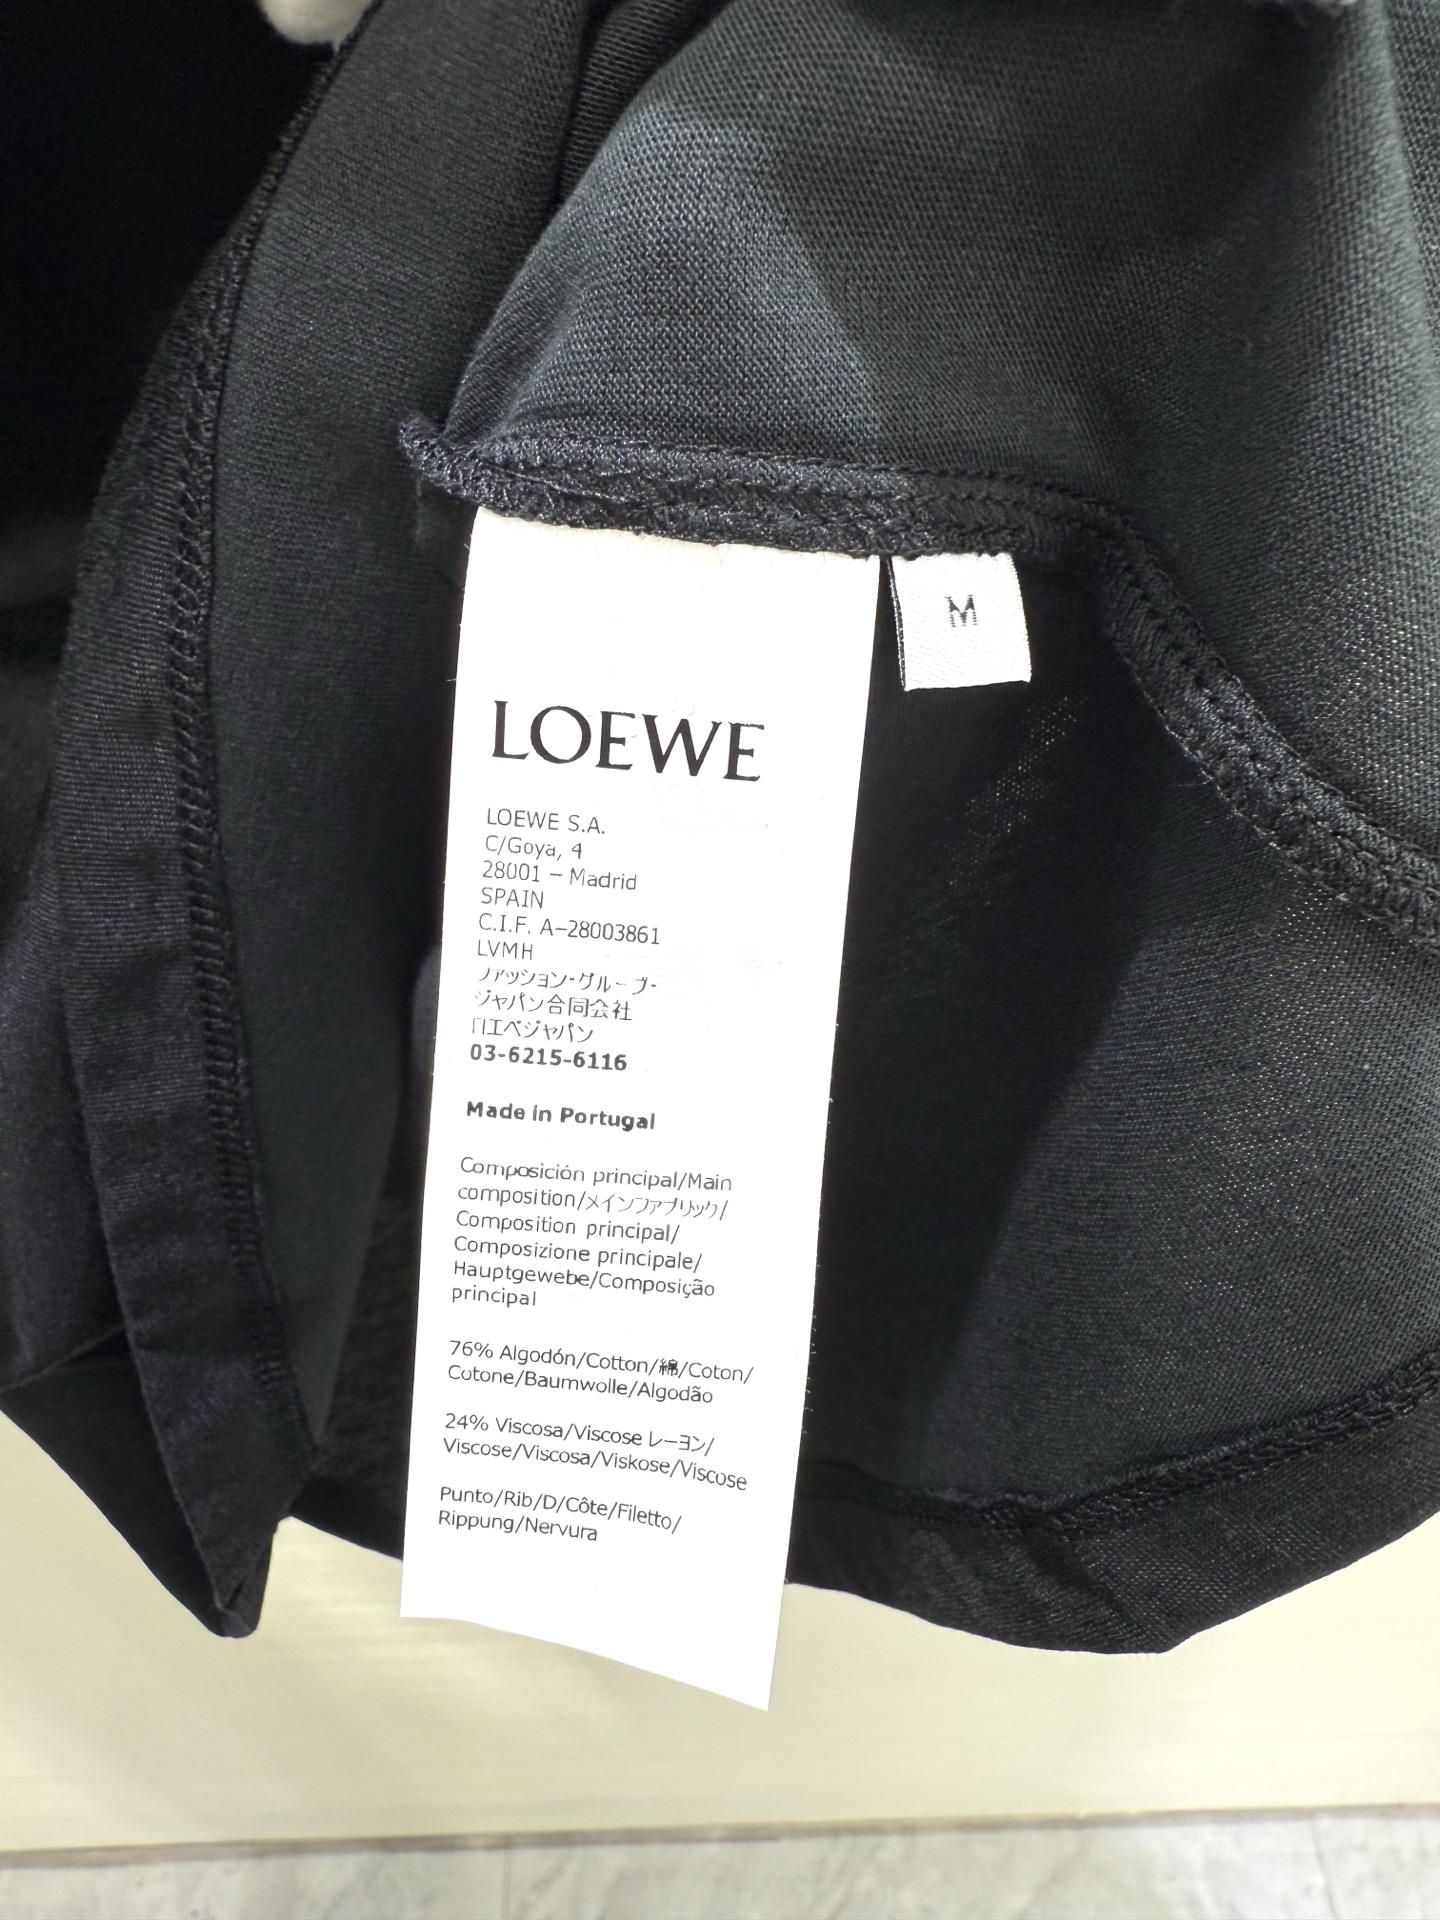 M
LOEWE
LOEWE S.A.
C/Goya, 4
28001 – Madrid
SPAIN
C.I.F. A-28003861
LVMH
ファッション・グループ・
ジャパン合同会社
ロエベジャパン
03-6215-6116
Made in Portugal
Composición principal/Main
composition/メインファブリック/
Composition principal/
Composizione principale/
Hauptgewebe/Composição
principal
76% Algodón/Cotton/綿/Coton/
Cotone/Baumwolle/Algodão
24% Viscosa/Viscose レーヨン/
Viscose/Viscosa/Viskose/Viscose
Punto/Rib/D/Côte/Filetto/
Rippung/Nervura